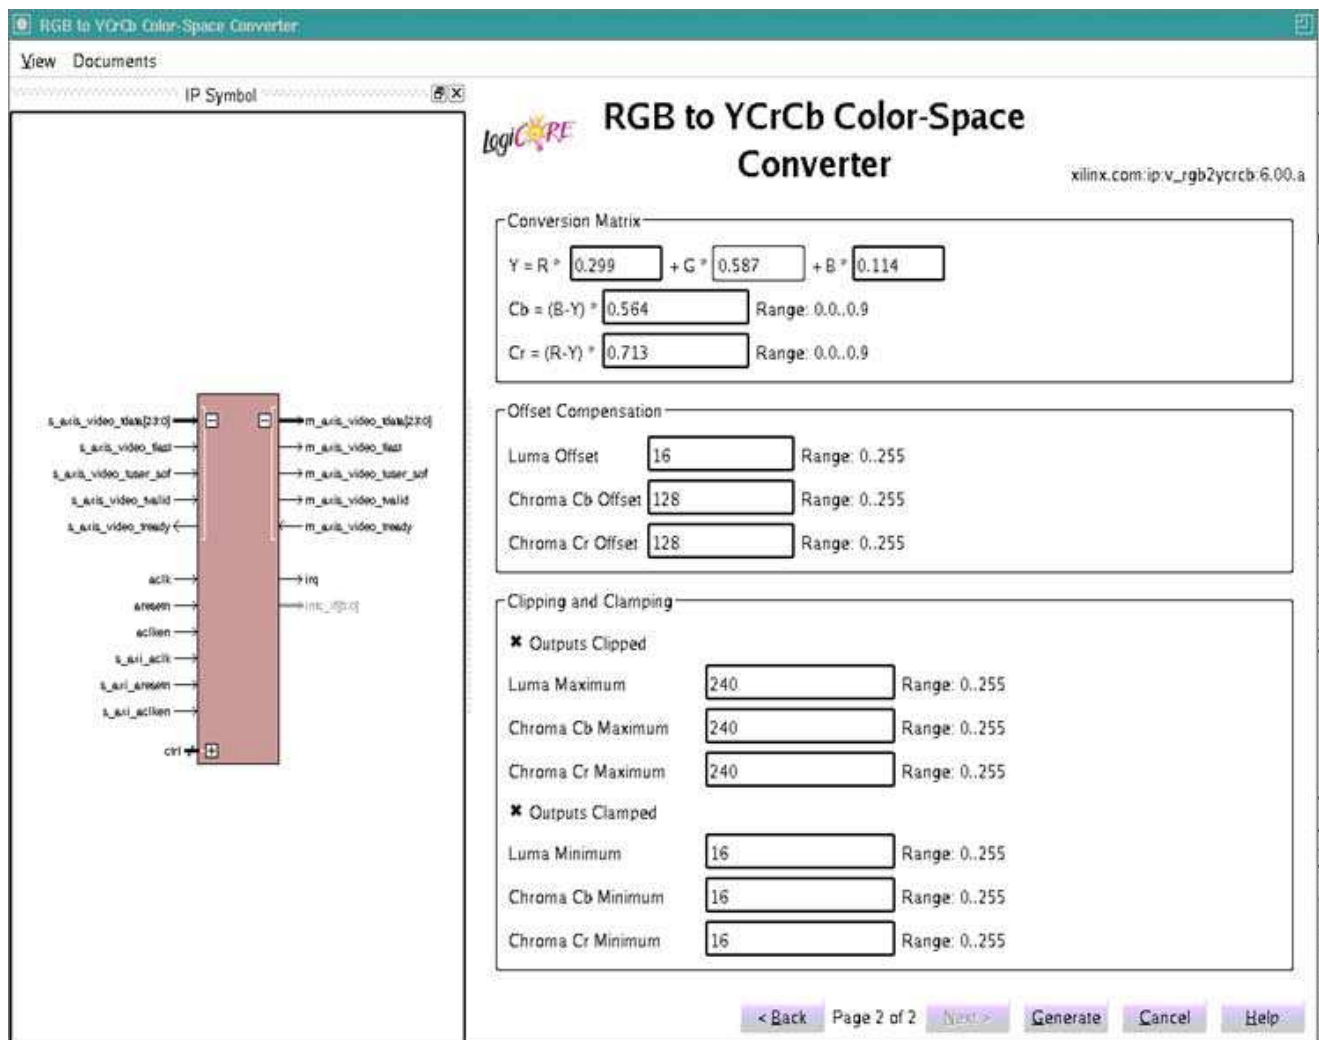 RGB to YCrCb Color-Space Converter
View Documents
IP Symbol
LogiCORE
RGB to YCrCb Color-Space
Converter
xilinx.com:ip:v_rgb2ycrcb:6.00.a
s_axis_video_tdata[23:0]
m_axis_video_tdata[23:0]
s_axis_video_tlast
m_axis_video_tlast
s_axis_video_tuser_sof
m_axis_video_tuser_sof
s_axis_video_tvalid
m_axis_video_tvalid
s_axis_video_tready
m_axis_video_tready
aclk
irq
aresetn
aclken
s_axi_aclk
s_axi_aresetn
s_axi_aclken
ctrl
Conversion Matrix
Y = R * 0.299 + G * 0.587 + B * 0.114
Cb = (B-Y) * 0.564 Range: 0.0..0.9
Cr = (R-Y) * 0.713 Range: 0.0..0.9
Offset Compensation
Luma Offset 16 Range: 0..255
Chroma Cb Offset 128 Range: 0..255
Chroma Cr Offset 128 Range: 0..255
Clipping and Clamping
Outputs Clipped
Luma Maximum 240 Range: 0..255
Chroma Cb Maximum 240 Range: 0..255
Chroma Cr Maximum 240 Range: 0..255
Outputs Clamped
Luma Minimum 16 Range: 0..255
Chroma Cb Minimum 16 Range: 0..255
Chroma Cr Minimum 16 Range: 0..255
< Back Page 2 of 2 Next > Generate Cancel Help